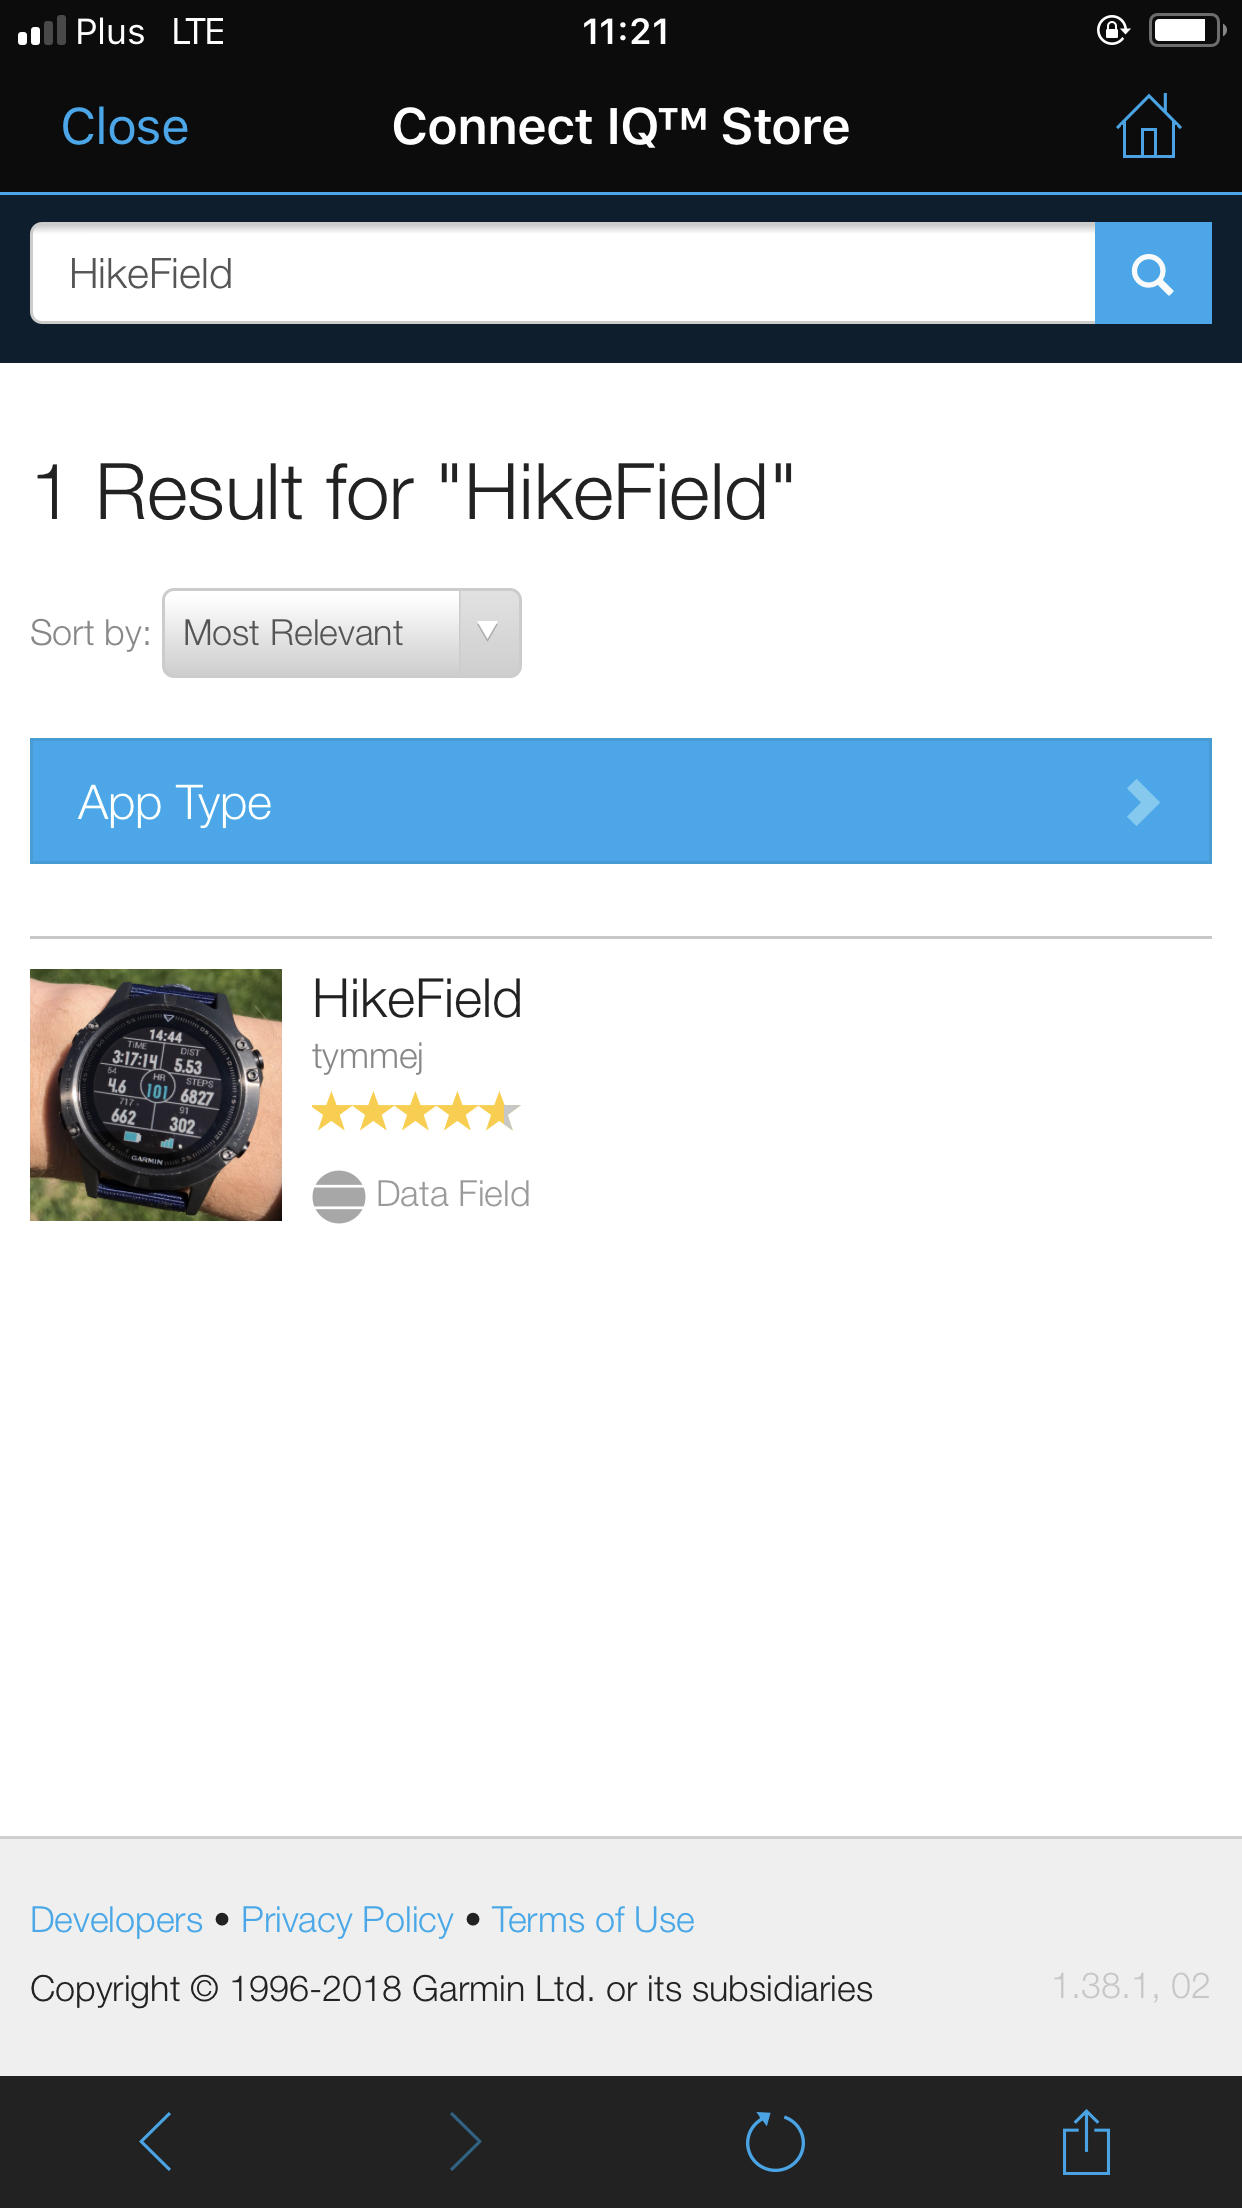 Plus LTE 11:21
Close Connect IQ™ Store
HikeField
1 Result for "HikeField"
Sort by: Most Relevant
App Type
HikeField
tymmej
14:44
TIME DIST
3:17:14 5.53
HR STEPS
4.6 101 6827
91
662 302
GARMIN
Data Field
Developers • Privacy Policy • Terms of Use
Copyright © 1996-2018 Garmin Ltd. or its subsidiaries 1.38.1, 02